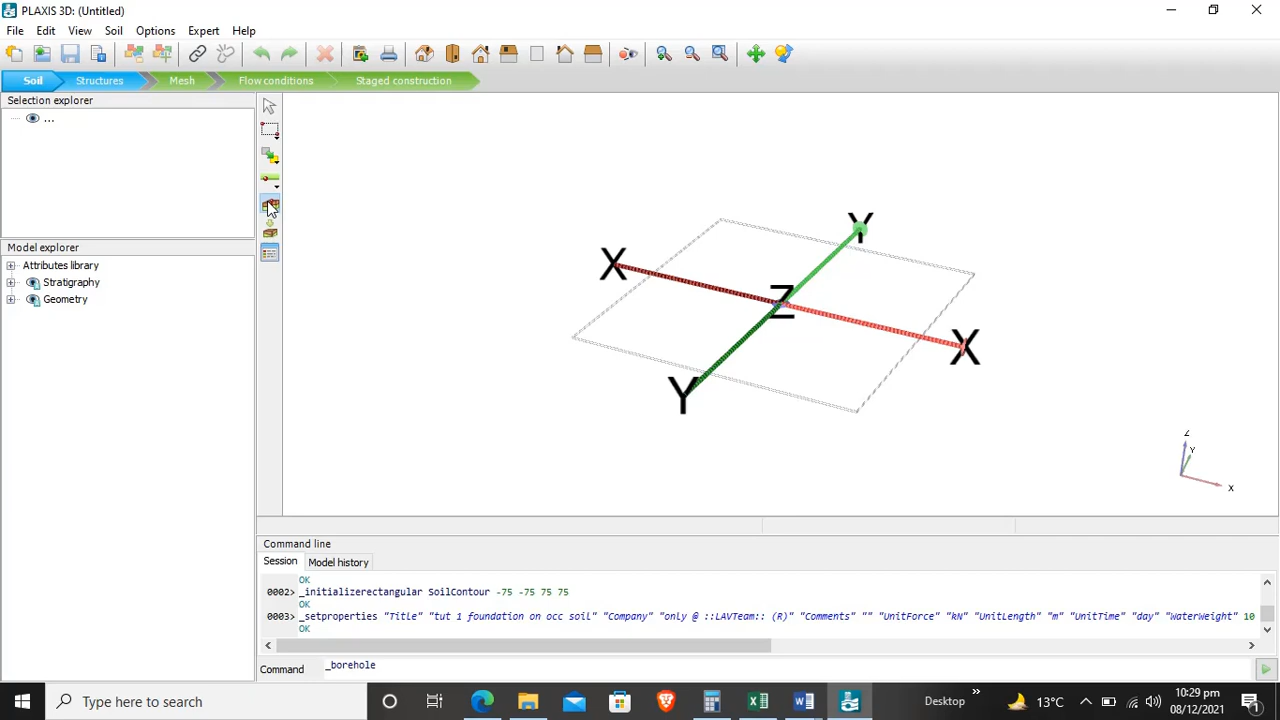 PLAXIS 3D: (Untitled)
File Edit View Soil Options Expert Help
Soil Structures Mesh Flow conditions Staged construction
Selection explorer
...
Model explorer
Attributes library
Stratigraphy
Geometry
Y
X
Z
X
Y
Z
Y
X
Command line
Session Model history
OK
0002> _initializerectangular SoilContour -75 -75 75 75
OK
0003> _setproperties "Title" "tut 1 foundation on occ soil" "Company" "only @ ::LAVTeam:: (R)" "Comments" "" "UnitForce" "kN" "UnitLength" "m" "UnitTime" "day" "WaterWeight" 10
OK
Command _borehole
Type here to search
Desktop
13°C
10:29 pm
08/12/2021
1